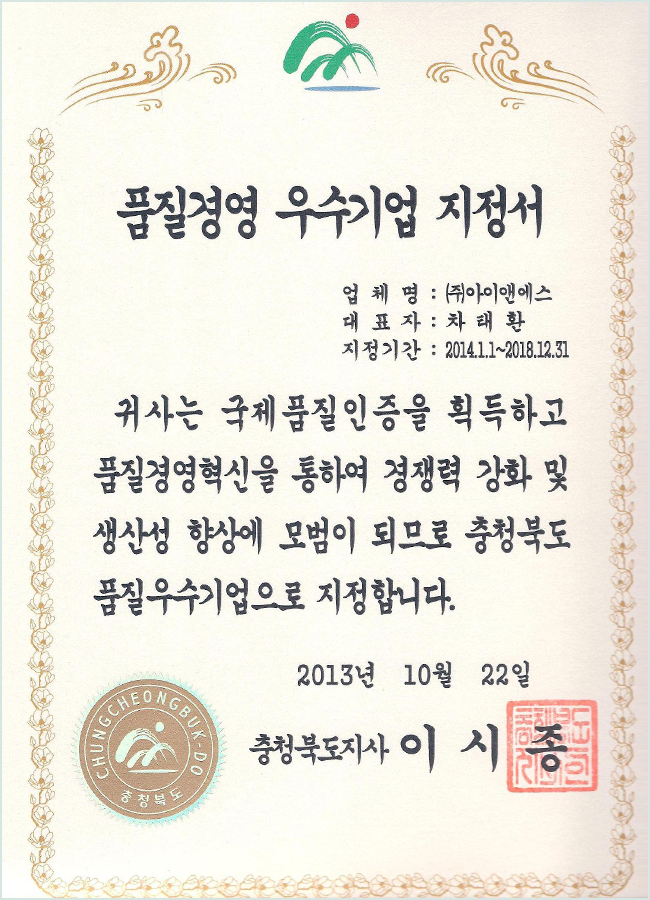 품질경영 우수기업 지정서
업 체 명 : ㈜아이앤에스
대 표 자 : 차 태 환
지정기간 : 2014.1.1~2018.12.31
귀사는 국제품질인증을 획득하고
품질경영혁신을 통하여 경쟁력 강화 및
생산성 향상에 모범이 되므로 충청북도
품질우수기업으로 지정합니다.
2013년 10월 22일
충청북도지사 이 시 종
CHUNGCHEONGBUK-DO
충청북도